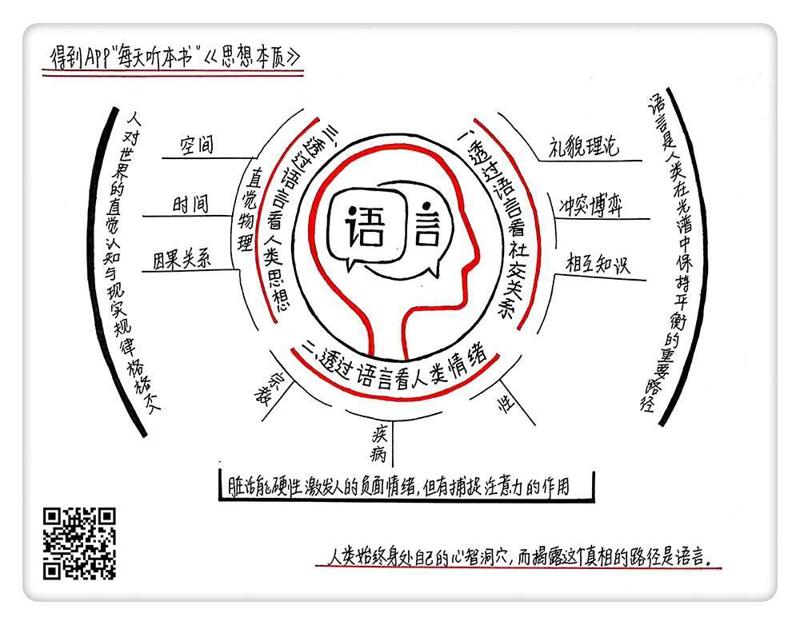 得到APP"每天听本书"《思想本质》
一、透过语言看社交关系
礼貌理论
冲突博弈
相互知识
语言是人类在光谱中保持平衡的重要路径
二、透过语言看人类情绪
宗教
疾病
性
脏话能硬性激发人的负面情绪,但有捕捉注意力的作用
三、透过语言看人类思想
直觉物理
空间
时间
因果关系
人对世界的直觉认知与现实规律格格不入
语言
人类始终身处自己的心智洞穴,而揭露这个真相的路径是语言。